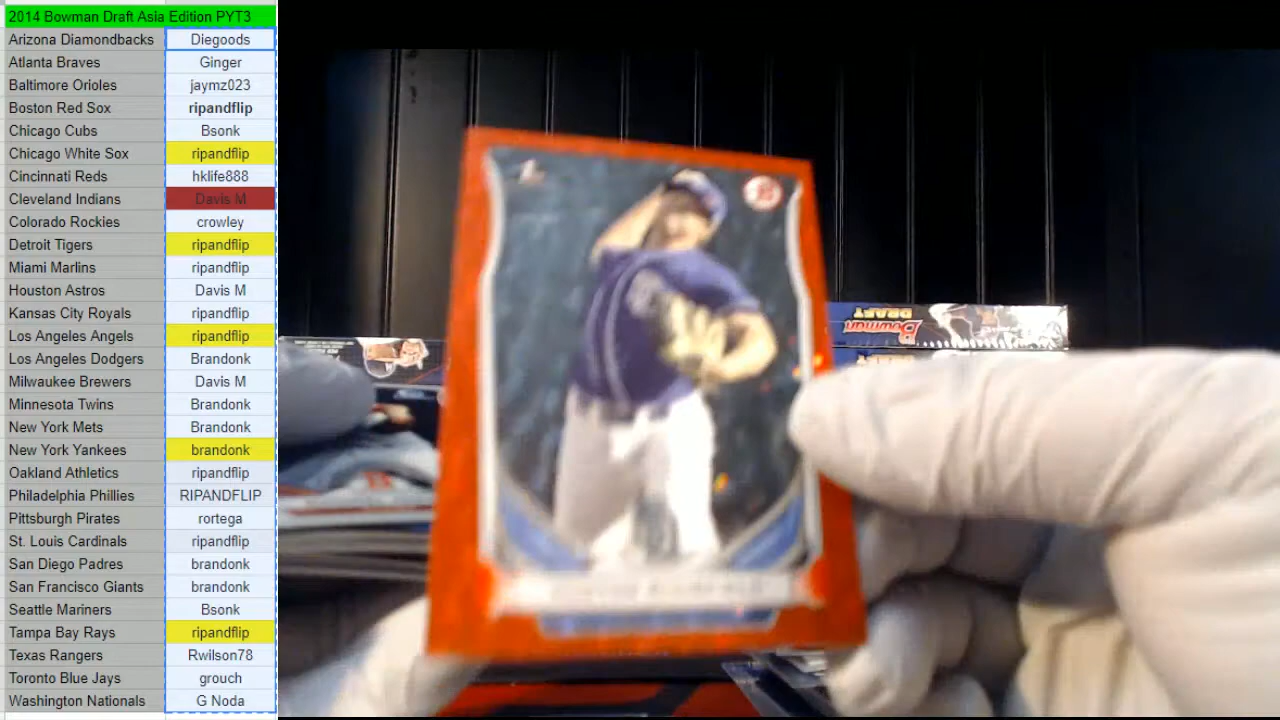 2014 Bowman Draft Asia Edition PYT3
Arizona Diamondbacks Diegoods
Atlanta Braves Ginger
Baltimore Orioles jaymz023
Boston Red Sox ripandflip
Chicago Cubs Bsonk
Chicago White Sox ripandflip
Cincinnati Reds hklife888
Cleveland Indians Davis M
Colorado Rockies crowley
Detroit Tigers ripandflip
Miami Marlins ripandflip
Houston Astros Davis M
Kansas City Royals ripandflip
Los Angeles Angels ripandflip
Los Angeles Dodgers Brandonk
Milwaukee Brewers Davis M
Minnesota Twins Brandonk
New York Mets Brandonk
New York Yankees brandonk
Oakland Athletics ripandflip
Philadelphia Phillies RIPANDFLIP
Pittsburgh Pirates rortega
St. Louis Cardinals ripandflip
San Diego Padres brandonk
San Francisco Giants brandonk
Seattle Mariners Bsonk
Tampa Bay Rays ripandflip
Texas Rangers Rwilson78
Toronto Blue Jays grouch
Washington Nationals G Noda
Bowman
DRAFT